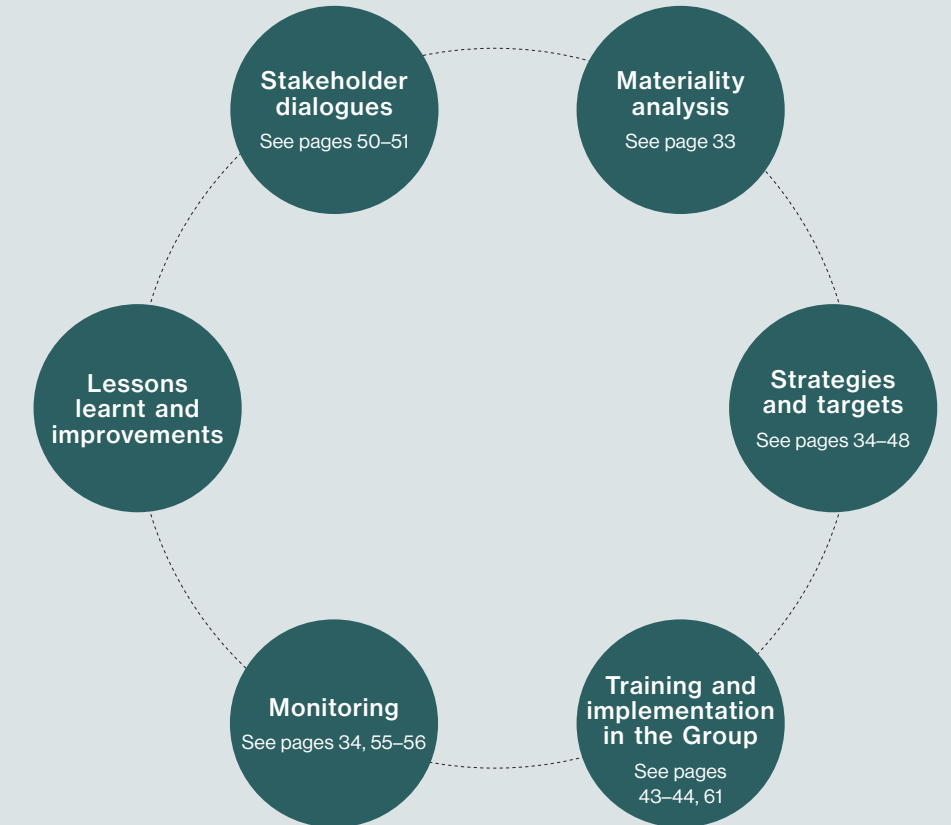 Stakeholder
dialogues
See pages 50–51
Materiality
analysis
See page 33
Strategies
and targets
See pages 34–48
Training and
implementation
in the Group
See pages
43–44, 61
Monitoring
See pages 34, 55–56
Lessons
learnt and
improvements